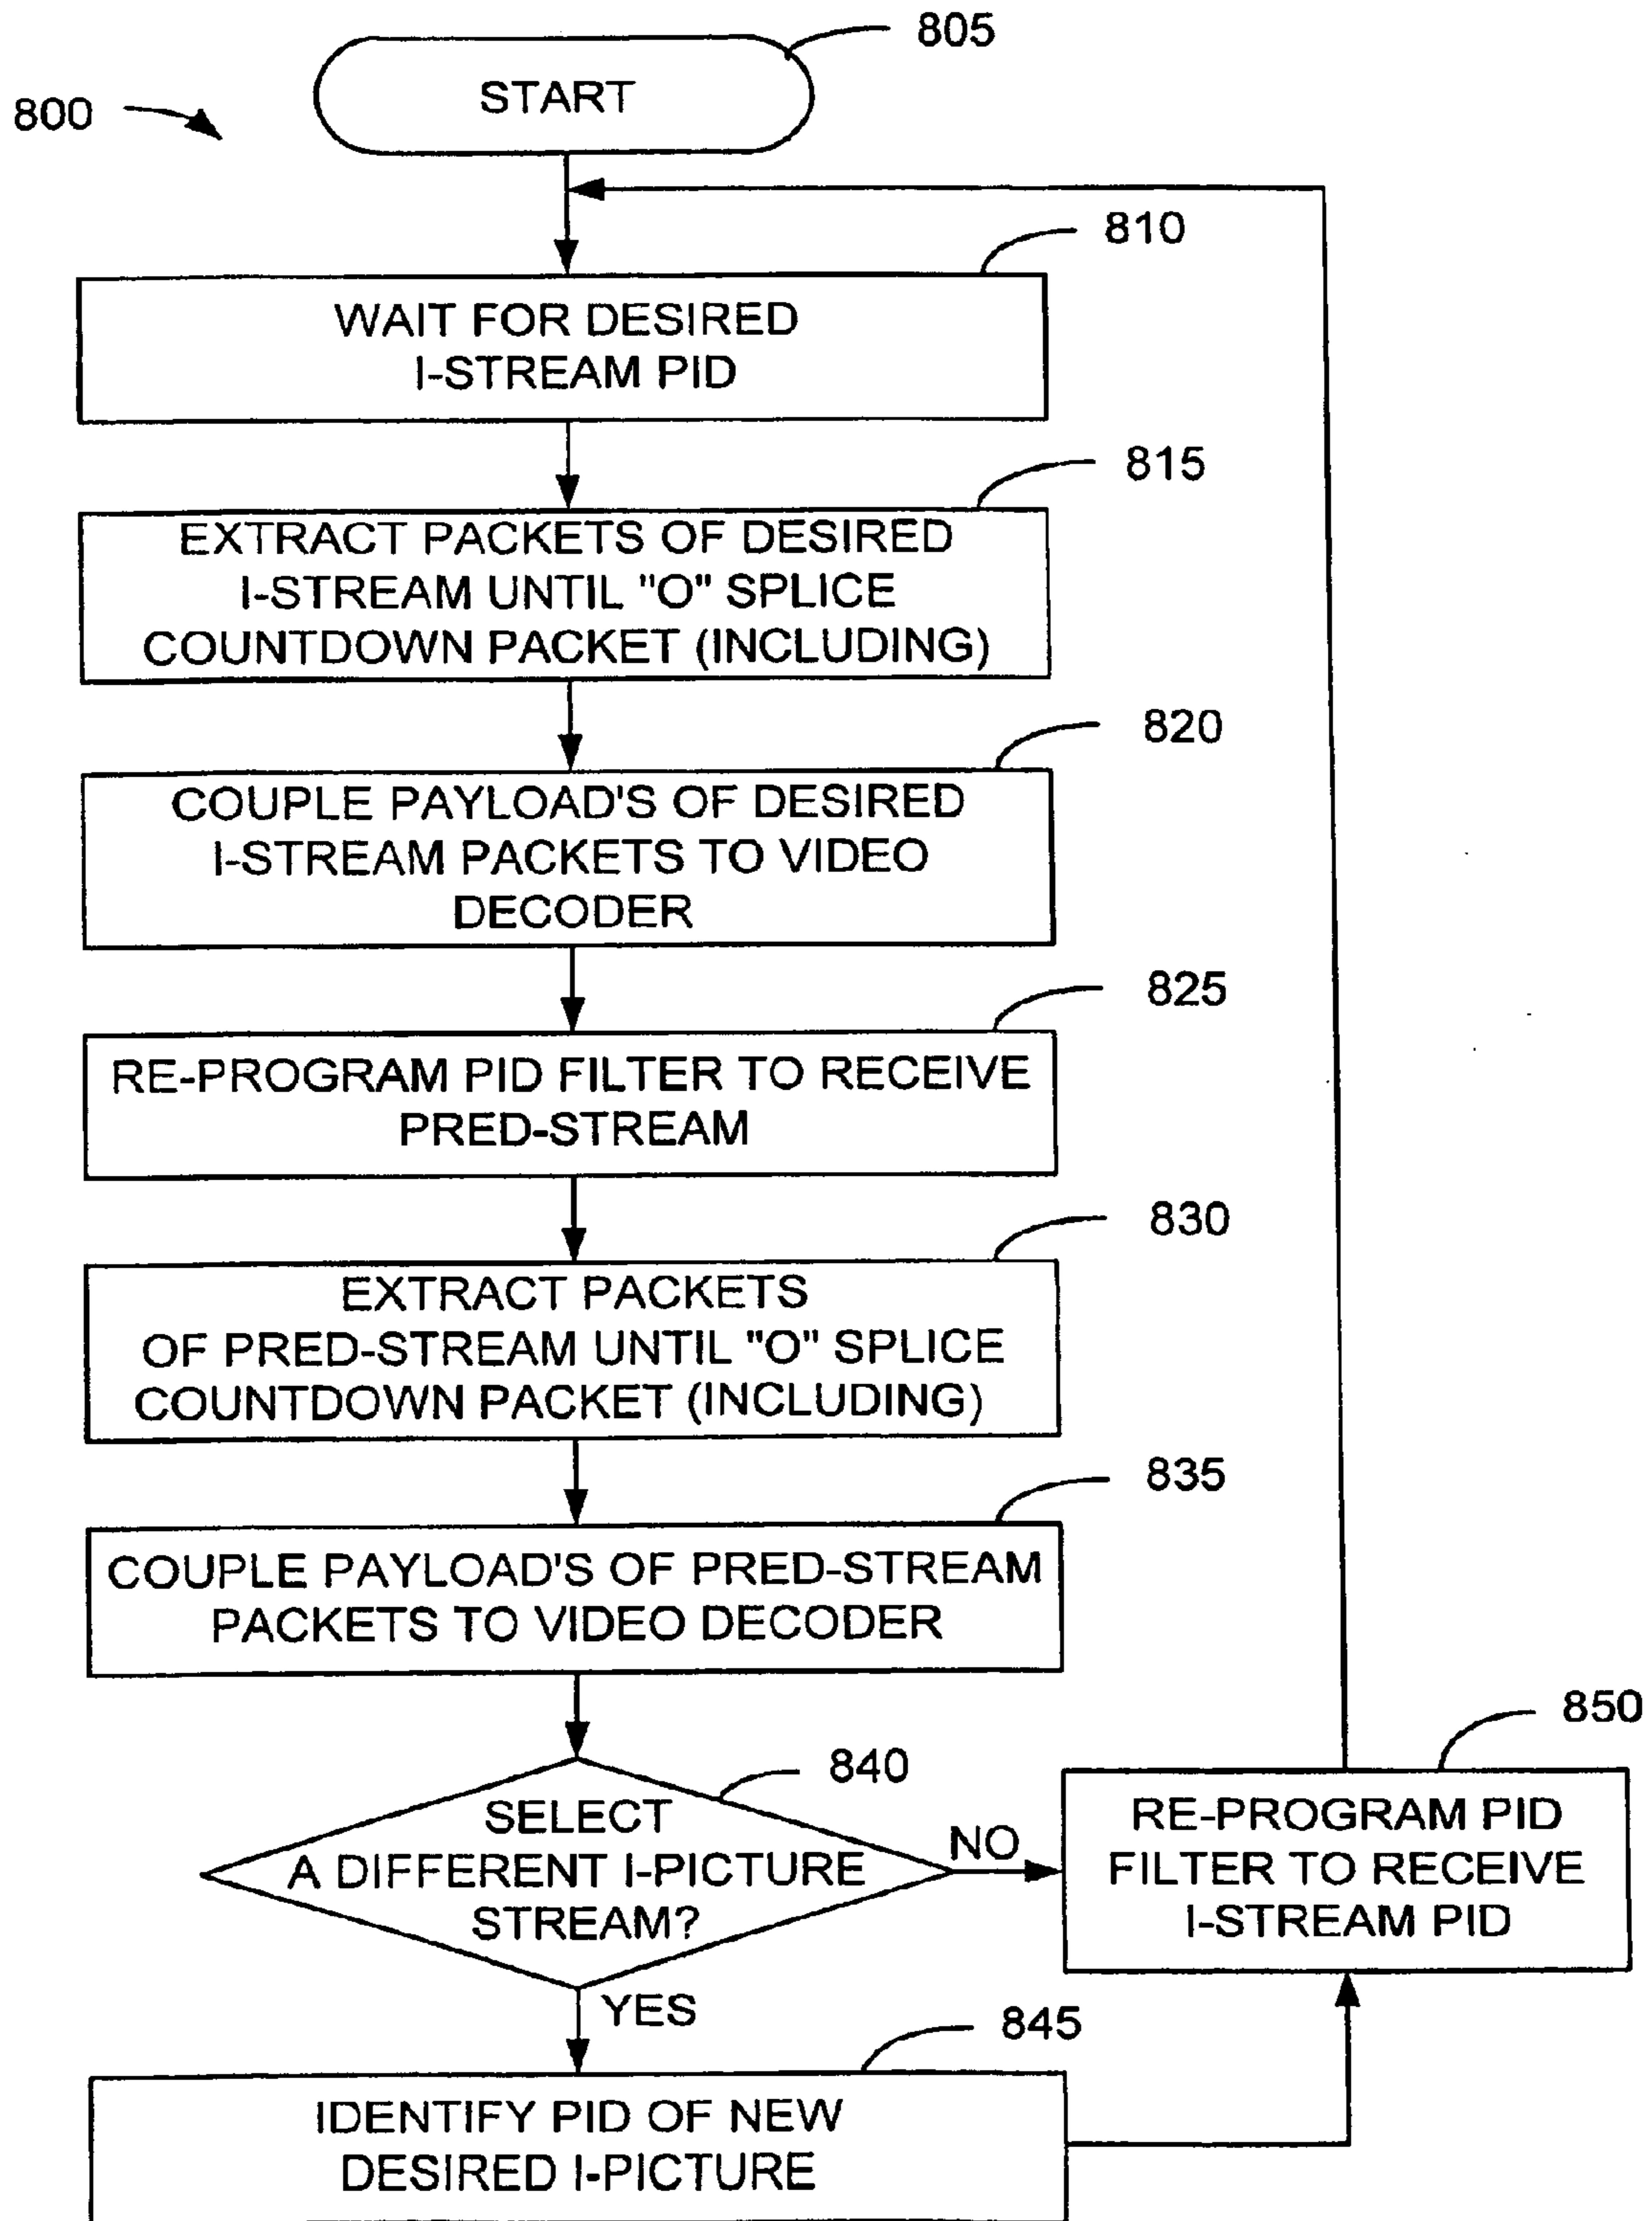 805
START
800
810
WAIT FOR DESIRED
I-STREAM PID
815
EXTRACT PACKETS OF DESIRED
I-STREAM UNTIL "O" SPLICE
COUNTDOWN PACKET (INCLUDING)
820
COUPLE PAYLOAD'S OF DESIRED
I-STREAM PACKETS TO VIDEO
DECODER
825
RE-PROGRAM PID FILTER TO RECEIVE
PRED-STREAM
830
EXTRACT PACKETS
OF PRED-STREAM UNTIL "O" SPLICE
COUNTDOWN PACKET (INCLUDING)
835
COUPLE PAYLOAD'S OF PRED-STREAM
PACKETS TO VIDEO DECODER
840
SELECT
A DIFFERENT I-PICTURE
STREAM?
NO
850
RE-PROGRAM PID
FILTER TO RECEIVE
I-STREAM PID
YES
845
IDENTIFY PID OF NEW
DESIRED I-PICTURE